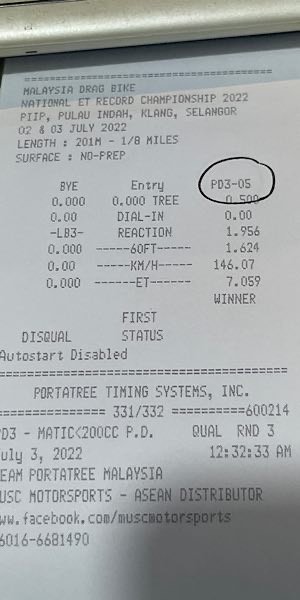 ================================
MALAYSIA DRAG BIKE
NATIONAL ET RECORD CHAMPIONSHIP 2022
PIIP, PULAU INDAH, KLANG, SELANGOR
02 & 03 JULY 2022
LENGTH : 201M - 1/8 MILES
SURFACE : NO-PREP
BYE Entry PD3-05
0.000 0.000 TREE 0.500
0.00 DIAL-IN 0.00
-LB3- REACTION 1.956
0.000 -----60FT----- 1.624
0.00 -----KM/H----- 146.07
0.000 ------ET------ 7.059
WINNER
FIRST
DISQUAL STATUS
Autostart Disabled
================================
PORTATREE TIMING SYSTEMS, INC.
============ 331/332 ==========600214
PD3 - MATIC<200CC P.D. QUAL RND 3
July 3, 2022 12:32:33 AM
EAM PORTATREE MALAYSIA
USC MOTORSPORTS - ASEAN DISTRIBUTOR
ww.facebook.com/muscmotorsports
6016-6681490